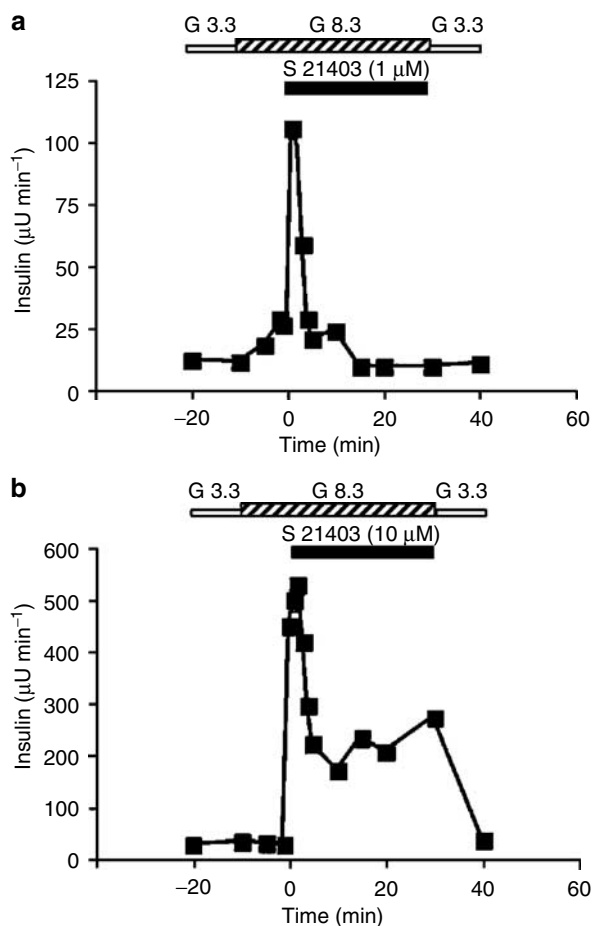 a
G 3.3 G 8.3 G 3.3
S 21403 (1 μM)
125
100
75
50
25
0
Insulin (μU min−1)
−20 0 20 40 60
Time (min)
b
G 3.3 G 8.3 G 3.3
S 21403 (10 μM)
600
500
400
300
200
100
0
Insulin (μU min−1)
−20 0 20 40 60
Time (min)